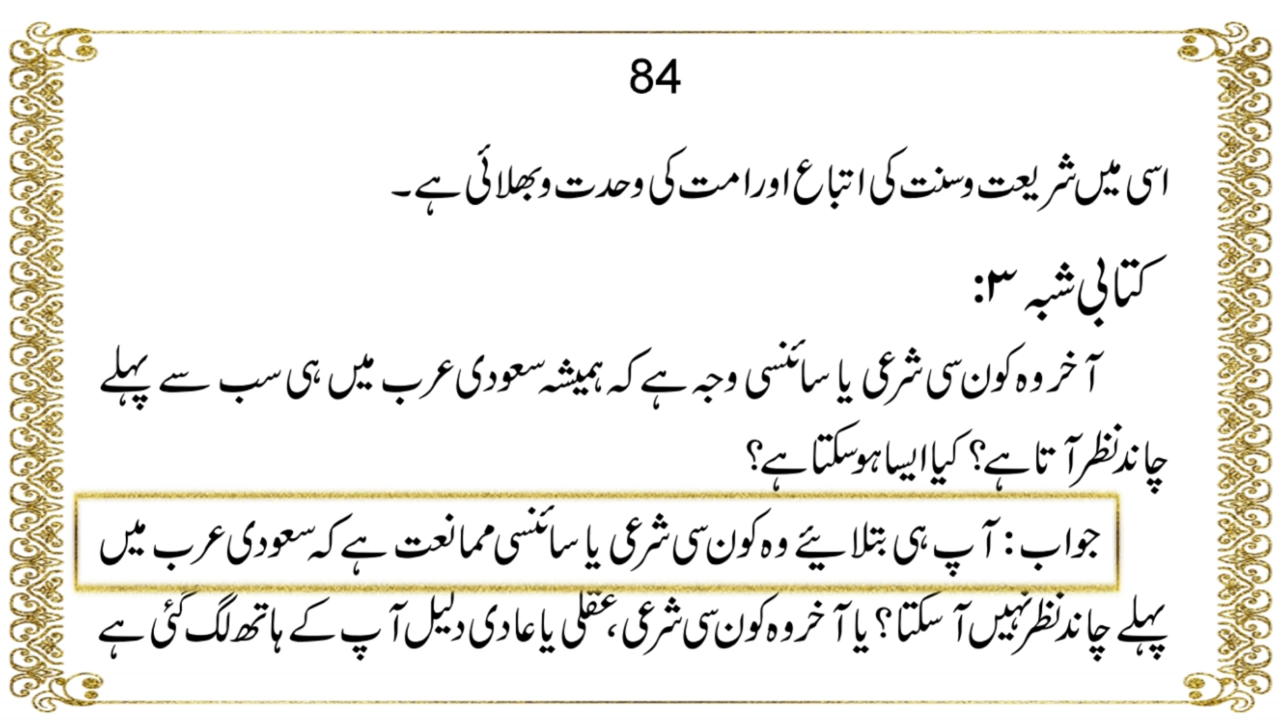 84
اسی میں شریعت وسنت کی اتباع اور امت کی وحدت و بھلائی ہے۔
کتابی شبہ ۳:
آخر وہ کون سی شرعی یا سائنسی وجہ ہے کہ ہمیشہ سعودی عرب میں ہی سب سے پہلے
چاند نظر آتا ہے؟ کیا ایسا ہوسکتا ہے؟
جواب: آپ ہی بتلایئے وہ کون سی شرعی یا سائنسی ممانعت ہے کہ سعودی عرب میں
پہلے چاند نظر نہیں آسکتا؟ یا آخر وہ کون سی شرعی، عقلی یا عادی دلیل آپ کے ہاتھ لگ گئی ہے